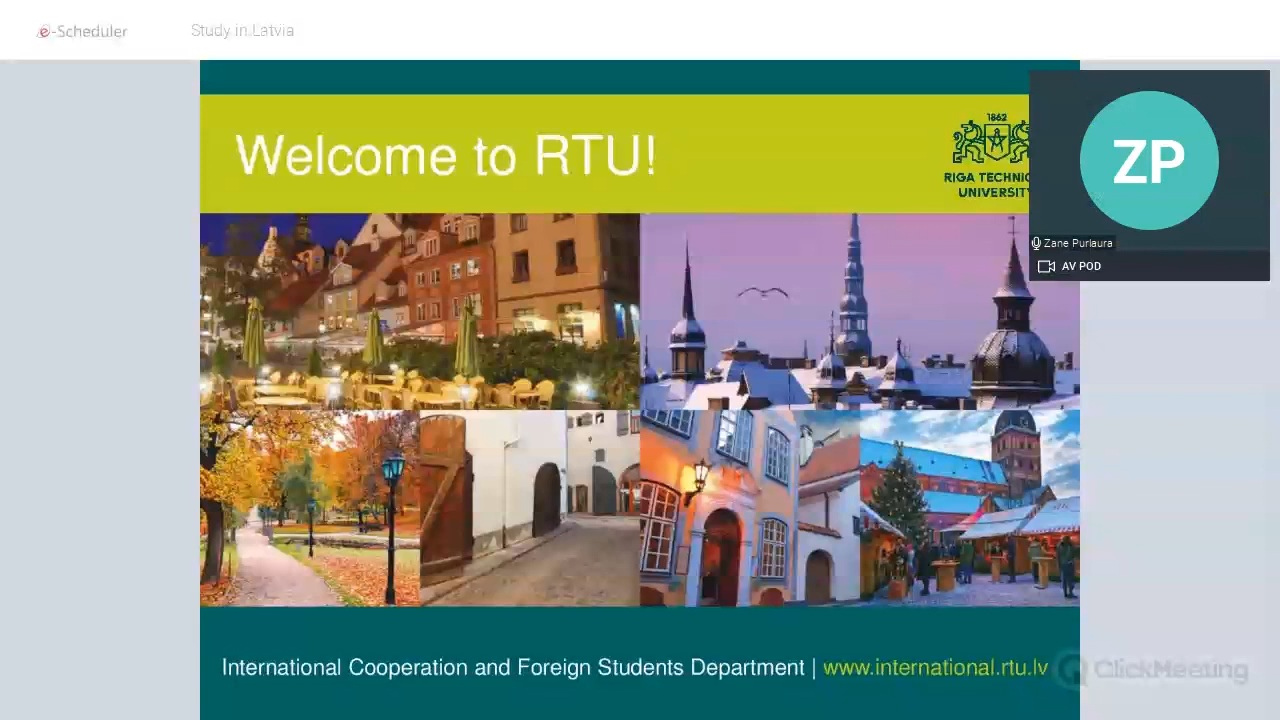 e-Scheduler
Study in Latvia
Welcome to RTU!
1862
RIGA TECHNIC
UNIVERSITY
ZP
Zane Purlaura
AV POD
International Cooperation and Foreign Students Department | www.international.rtu.lv
ClickMeeting